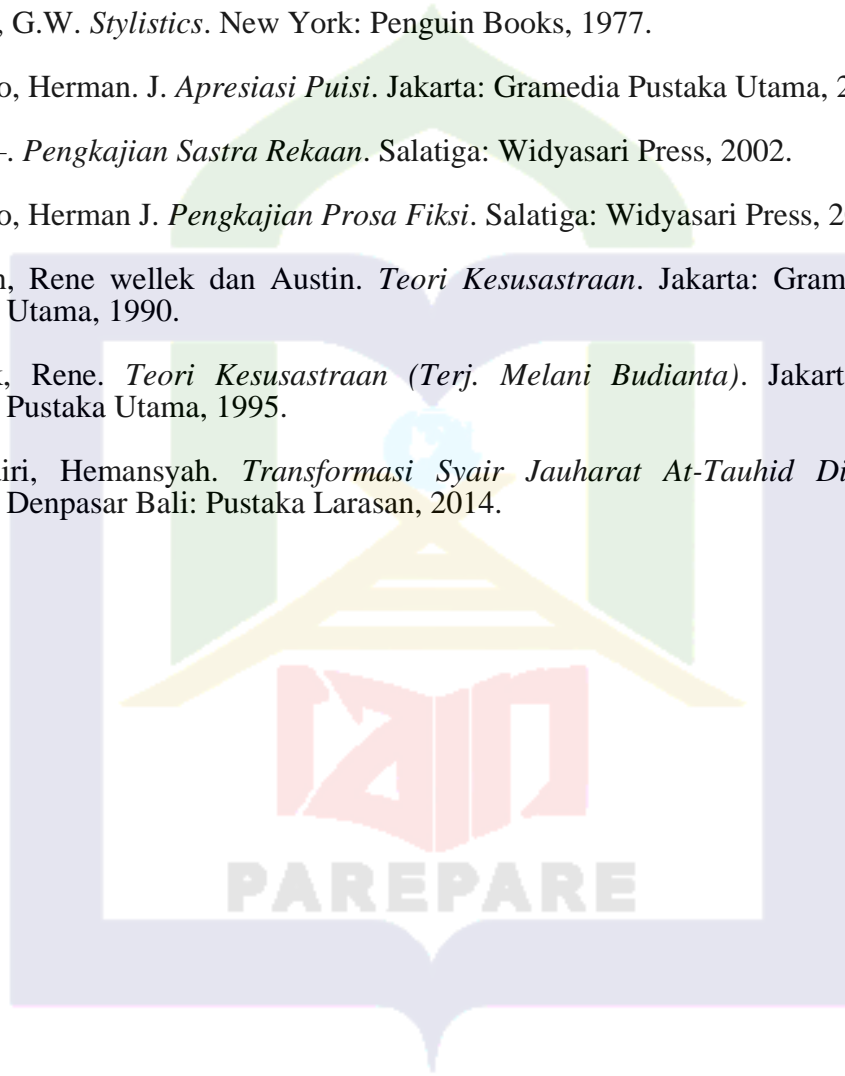 , G.W. Stylistics. New York: Penguin Books, 1977.
o, Herman. J. Apresiasi Puisi. Jakarta: Gramedia Pustaka Utama, 2
–. Pengkajian Sastra Rekaan. Salatiga: Widyasari Press, 2002.
o, Herman J. Pengkajian Prosa Fiksi. Salatiga: Widyasari Press, 2
n, Rene wellek dan Austin. Teori Kesusastraan. Jakarta: Gram
Utama, 1990.
k, Rene. Teori Kesusastraan (Terj. Melani Budianta). Jakart
Pustaka Utama, 1995.
iri, Hemansyah. Transformasi Syair Jauharat At-Tauhid Di
Denpasar Bali: Pustaka Larasan, 2014.
iain
PAREPARE